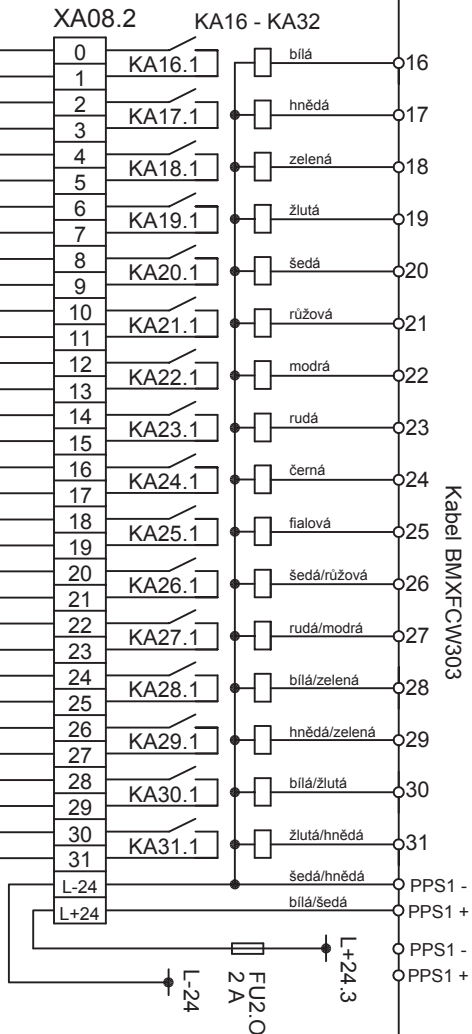 XA08.2
KA16 - KA32
0
KA16.1
bílá
16
1
2
KA17.1
hnědá
17
3
4
KA18.1
zelená
18
5
6
KA19.1
žlutá
19
7
8
KA20.1
šedá
20
9
10
KA21.1
růžová
21
11
12
KA22.1
modrá
22
13
14
KA23.1
rudá
23
15
16
KA24.1
černá
24
17
18
KA25.1
fialová
25
19
20
KA26.1
šedá/růžová
26
21
22
KA27.1
rudá/modrá
27
23
24
KA28.1
bílá/zelená
28
25
26
KA29.1
hnědá/zelená
29
27
28
KA30.1
bílá/žlutá
30
29
30
KA31.1
žlutá/hnědá
31
31
L-24
šedá/hnědá
PPS1 -
L+24
bílá/šedá
PPS1 +
PPS1 -
PPS1 +
L+24.3
FU2.O
2 A
L-24
Kabel BMXFCW303